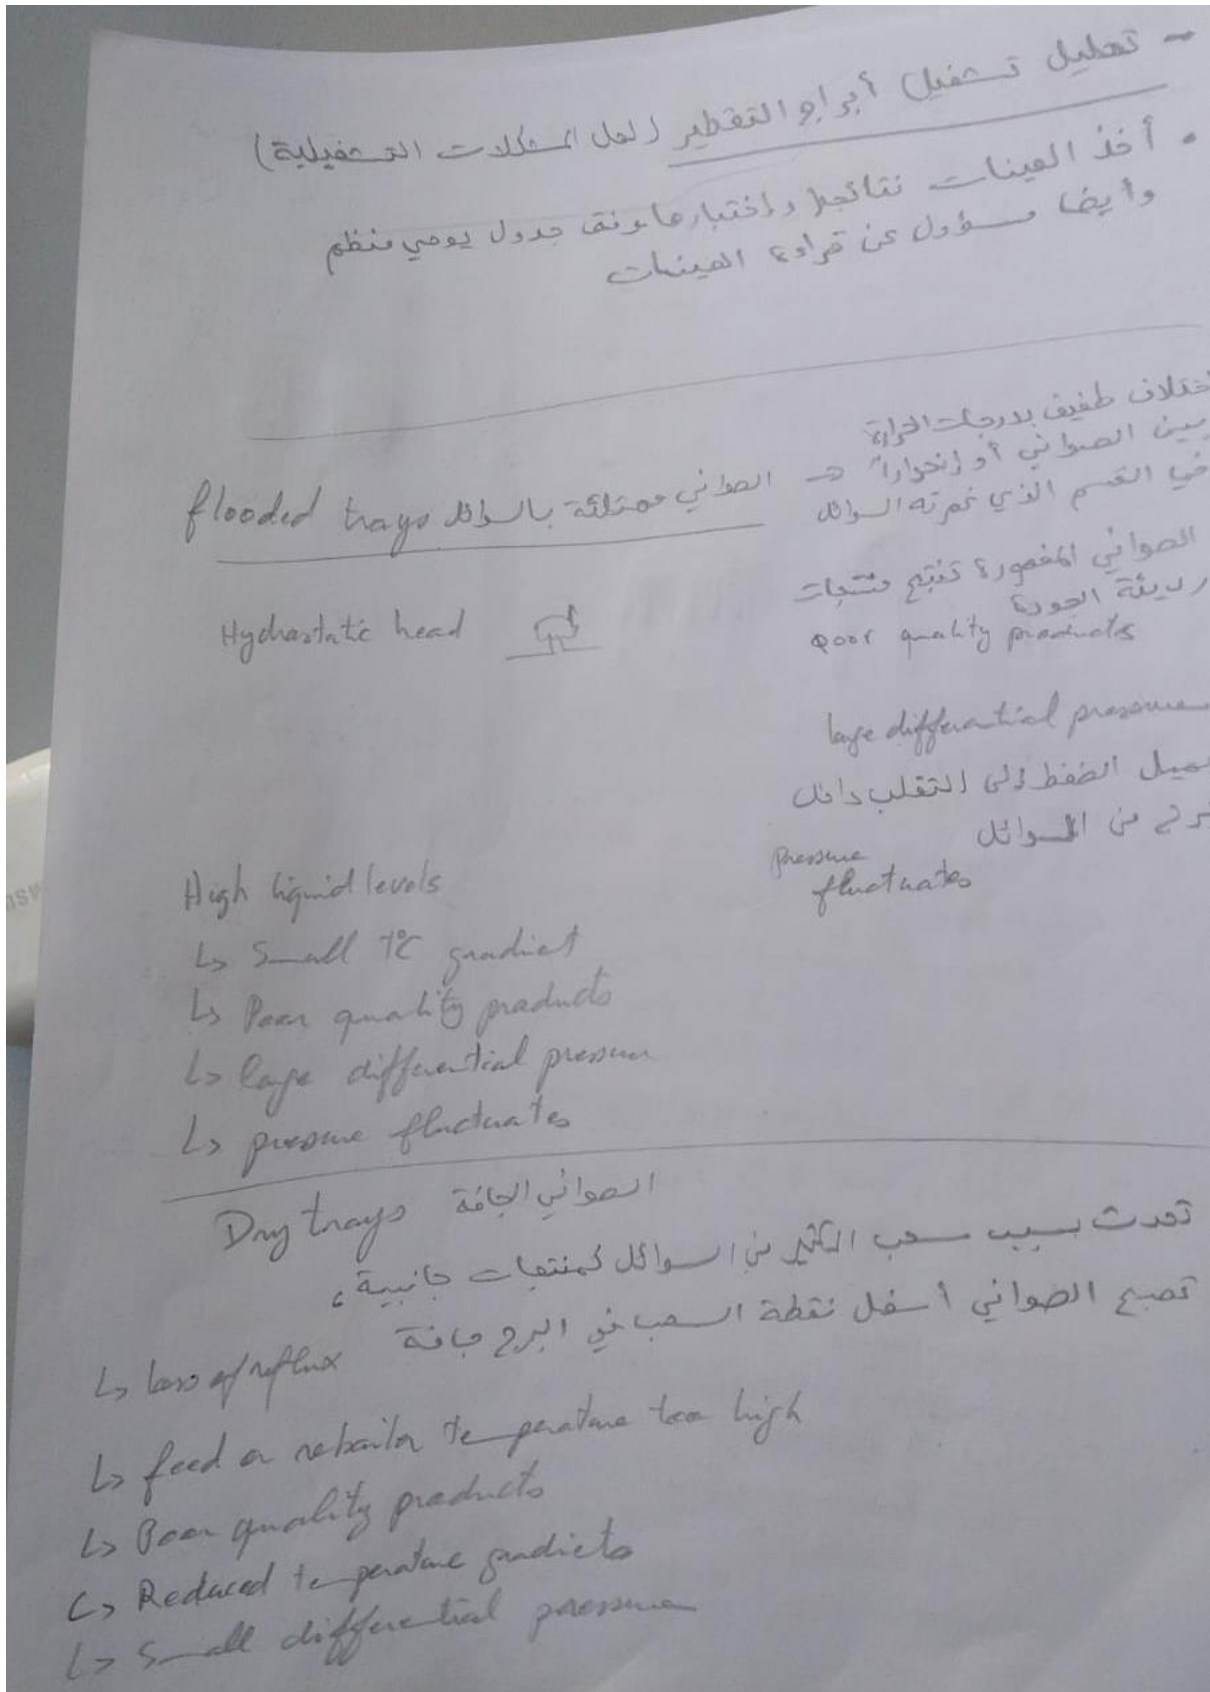 - تحليل تشغيل أبراج التقطير (لحل المشكلات التشغيلية)
• أخذ العينات نتائجها واختبارها وفق جدول يومي منظم
وأيضا مسؤول عن قراءة العينات
flooded trays الصواني ممتلئة بالسوائل →
اختلاف طفيف بدرجات الحرارة
بين الصواني أو إنحداراً
في القسم الذي غمرته السوائل
الصواني المغمورة تنتج منتجات
رديئة الجودة
Poor quality products
Hydrostatic head
large differential pressure
يميل الضغط إلى التقلب داخل
من السوائل
pressure
fluctuates
High liquid levels
↳ Small T°C gradient
↳ Poor quality products
↳ large differential pressure
↳ pressure fluctuates
Dry trays الصواني الجافة
تحدث بسبب سحب الكثير من السوائل كمنتجات جانبية،
تصبح الصواني أسفل نقطة السحب في البرج جافة
↳ loss of reflux
↳ feed or reboiler temperature too high
↳ Poor quality products
↳ Reduced temperature gradients
↳ Small differential pressure